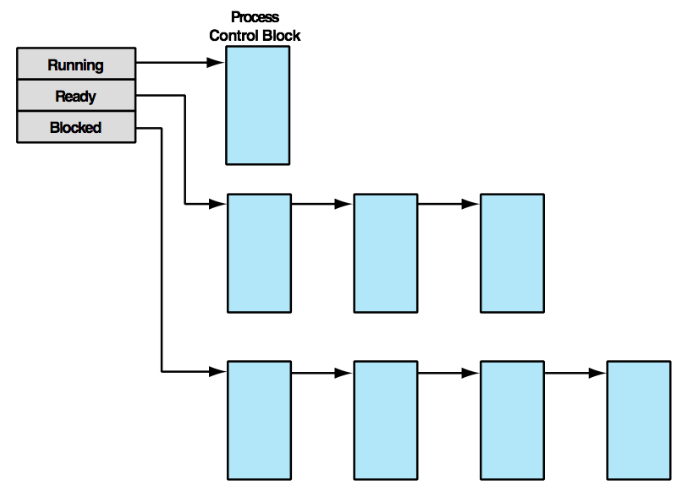 Process
Control Block
Running
Ready
Blocked